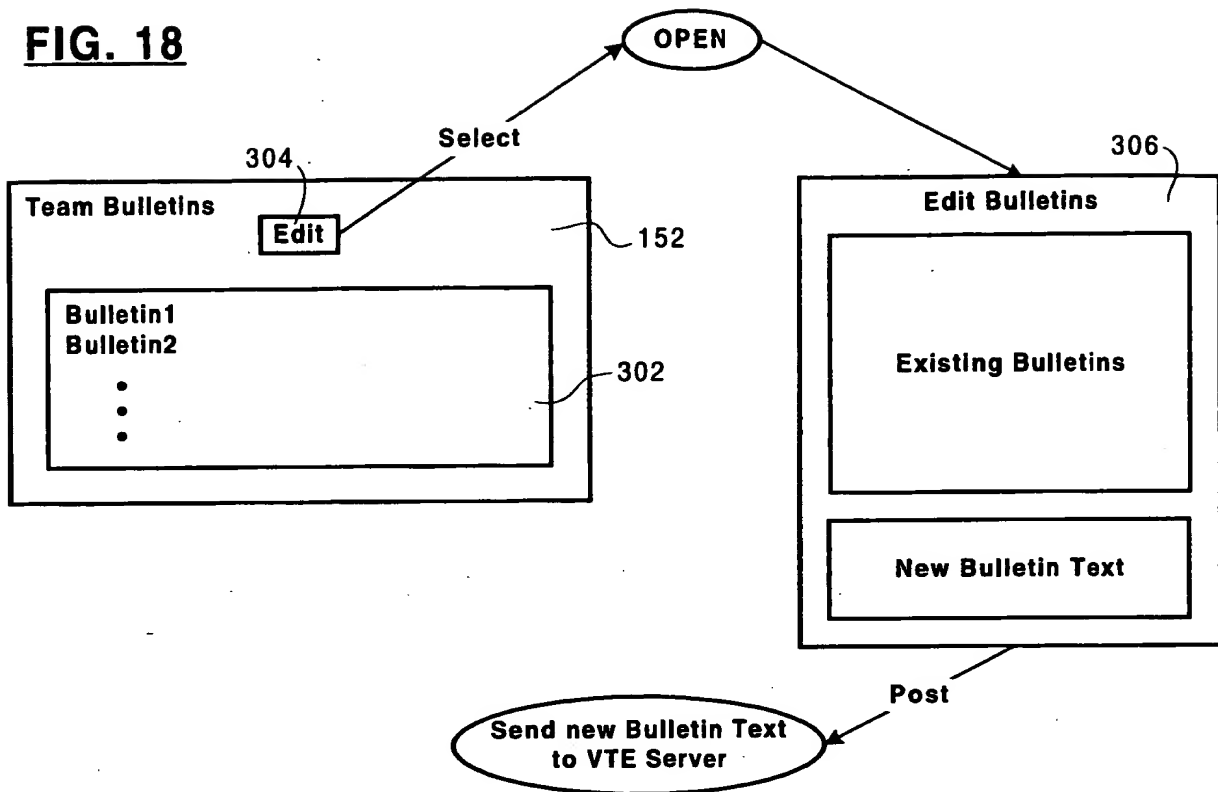 FIG. 18
OPEN
Select
304
306
Team Bulletins
Edit
152
Bulletin1
Bulletin2
302
Edit Bulletins
Existing Bulletins
New Bulletin Text
Post
Send new Bulletin Text
to VTE Server